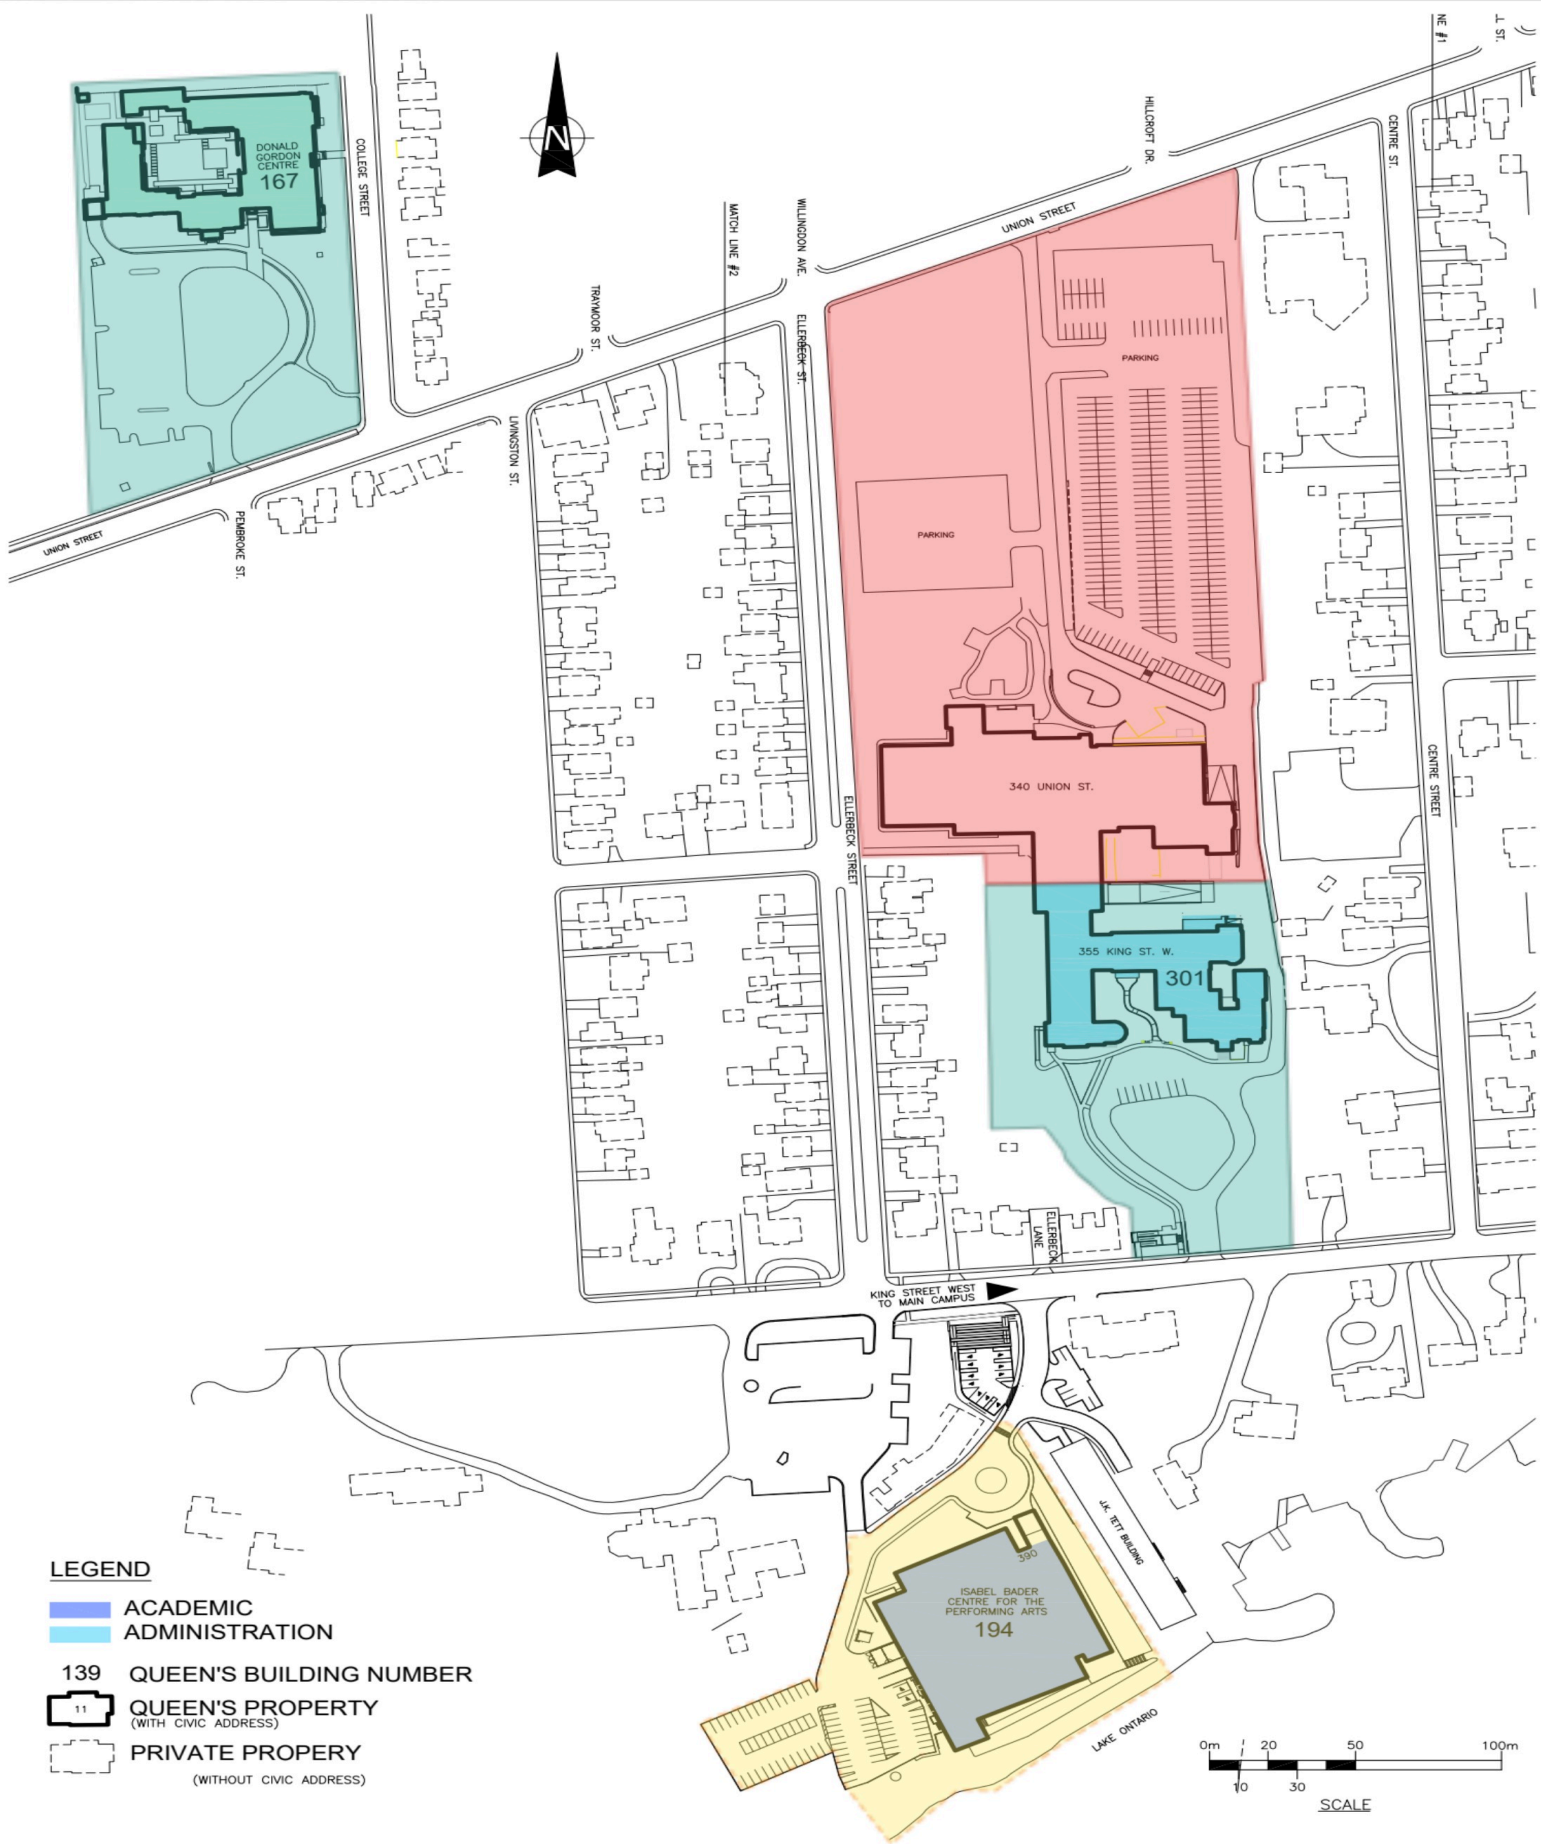 NE #1
L ST.
HILLCROFT DR.
CENTRE ST.
N
DONALD
GORDON
CENTRE
167
COLLEGE STREET
MATCH LINE #2
WILLINGDON AVE.
UNION STREET
TRAYMOOR ST.
ELLERBECK ST.
PARKING
LIVINGSTON ST.
PEMBROKE ST.
UNION STREET
PARKING
340 UNION ST.
CENTRE STREET
ELLERBECK STREET
355 KING ST. W.
301
ELLERBECK
LANE
KING STREET WEST
TO MAIN CAMPUS
J.K. TETT BUILDING
390
ISABEL BADER
CENTRE FOR THE
PERFORMING ARTS
194
LAKE ONTARIO
LEGEND
ACADEMIC
ADMINISTRATION
139 QUEEN'S BUILDING NUMBER
11 QUEEN'S PROPERTY
(WITH CIVIC ADDRESS)
PRIVATE PROPERY
(WITHOUT CIVIC ADDRESS)
0m 20 50 100m
10 30
SCALE